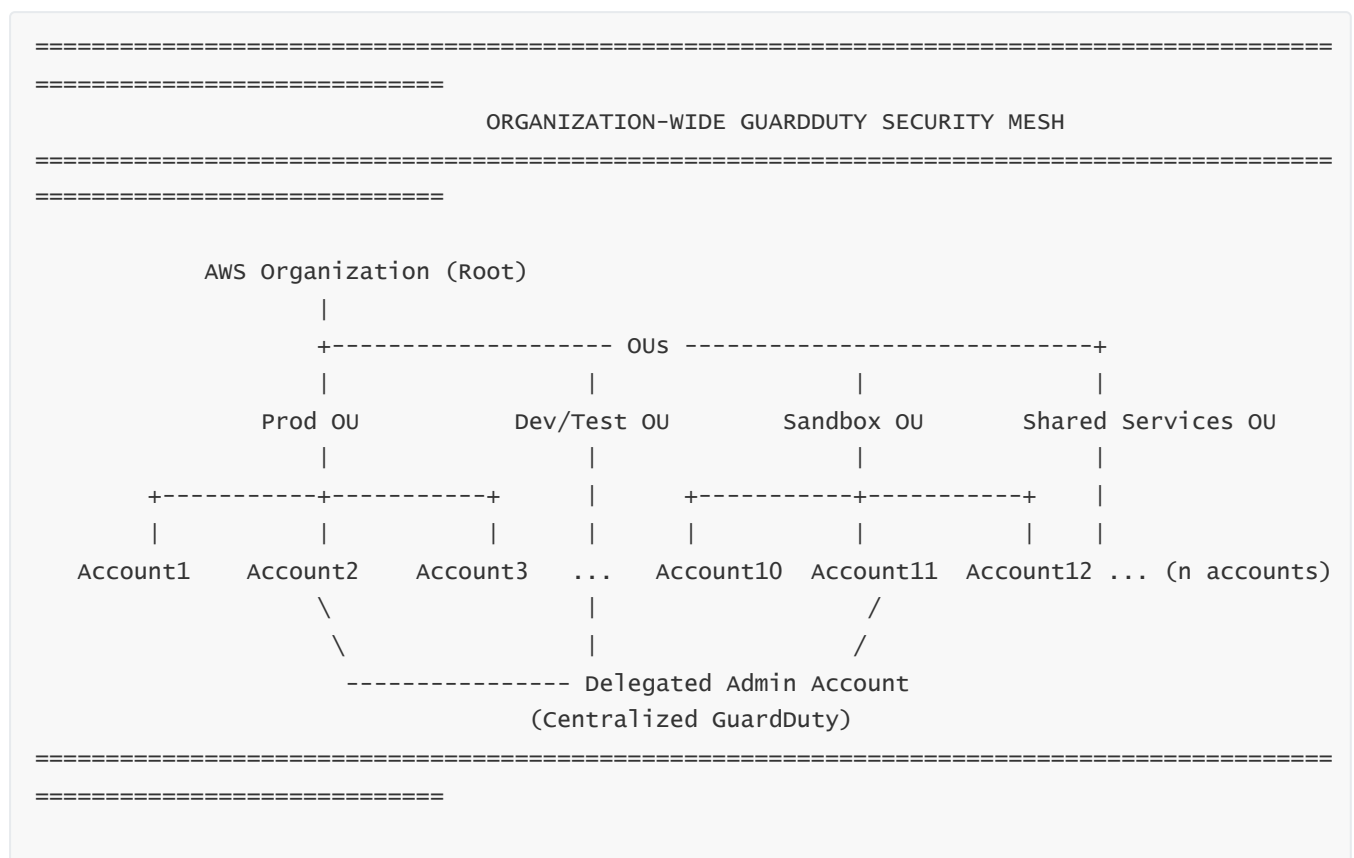 ============================================================================================
=============================
                                ORGANIZATION-WIDE GUARDDUTY SECURITY MESH
============================================================================================
=============================

            AWS Organization (Root)
                    |
                    +-------------------- OUs -----------------------------+
                    |                  |                  |                |
                Prod OU           Dev/Test OU        Sandbox OU       Shared Services OU
                    |                  |                  |                |
        +-----------+-----------+      |      +-----------+-----------+    |
        |           |           |      |      |           |           |    |
   Account1    Account2    Account3   ...   Account10  Account11  Account12 ... (n accounts)
                    \                  |                   /
                     \                 |                  /
                      ---------------- Delegated Admin Account
                                   (Centralized GuardDuty)
============================================================================================
=============================